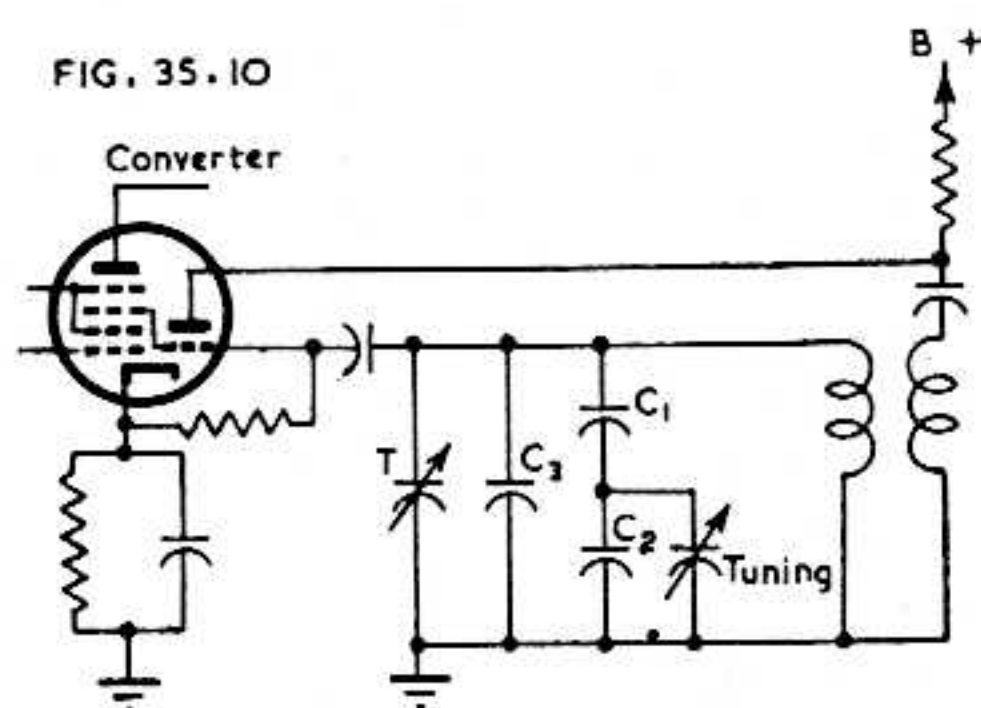 B +
FIG. 35.10
Converter
C₁
T
C₃
C₂
Tuning